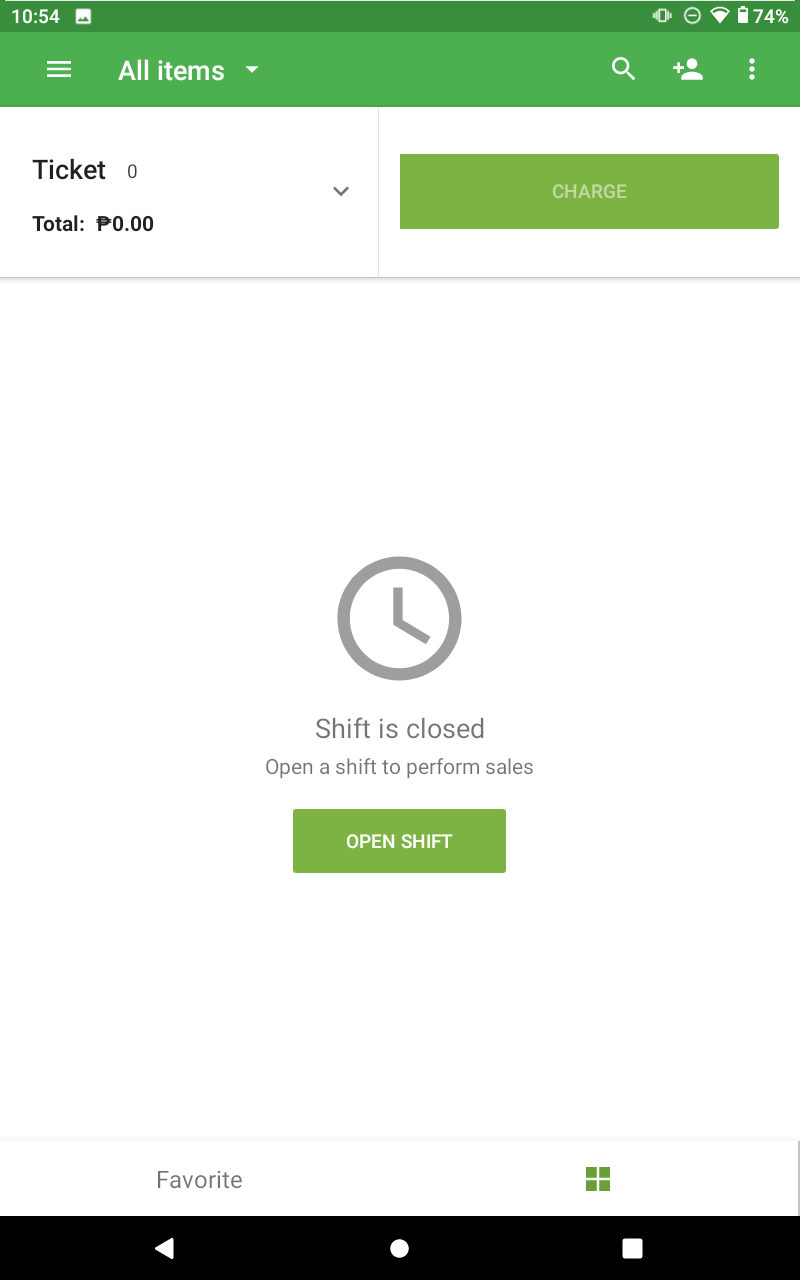 10:54
74%
All items
Ticket 0
Total: ₱0.00
CHARGE
Shift is closed
Open a shift to perform sales
OPEN SHIFT
Favorite